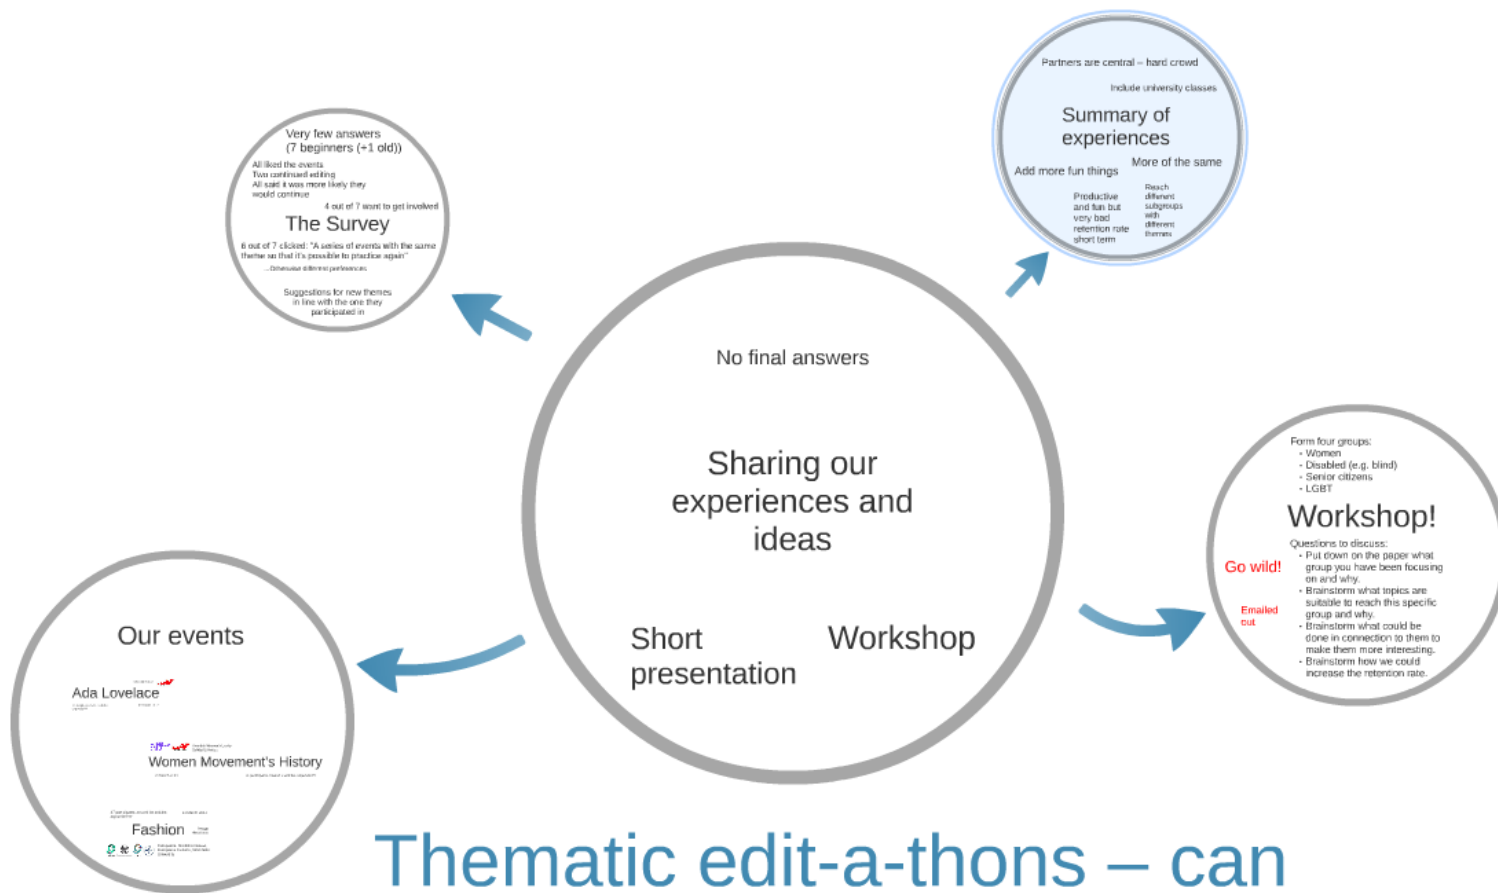 Partners are central – hard crowd
Include university classes
Summary of
experiences
Add more fun things
More of the same
Productive
and fun but
very bad
retention rate
short term
Reach
different
subgroups
with
different
themes
Very few answers
(7 beginners (+1 old))
All liked the events
Two continued editing
All said it was more likely they
would continue
4 out of 7 want to get involved
The Survey
6 out of 7 clicked: "A series of events with the same
theme so that it's possible to practice again"
...Otherwise different preferences
Suggestions for new themes
in line with the one they
participated in
No final answers
Sharing our
experiences and
ideas
Short
presentation
Workshop
Form four groups:
- Women
- Disabled (e.g. blind)
- Senior citizens
- LGBT
Workshop!
Questions to discuss:
- Put down on the paper what
group you have been focusing
on and why.
- Brainstorm what topics are
suitable to reach this specific
group and why.
- Brainstorm what could be
done in connection to them to
make them more interesting.
- Brainstorm how we could
increase the retention rate.
Go wild!
Emailed
out
Our events
Ada Lovelace
Women Movement's History
Fashion
Thematic edit-a-thons – can